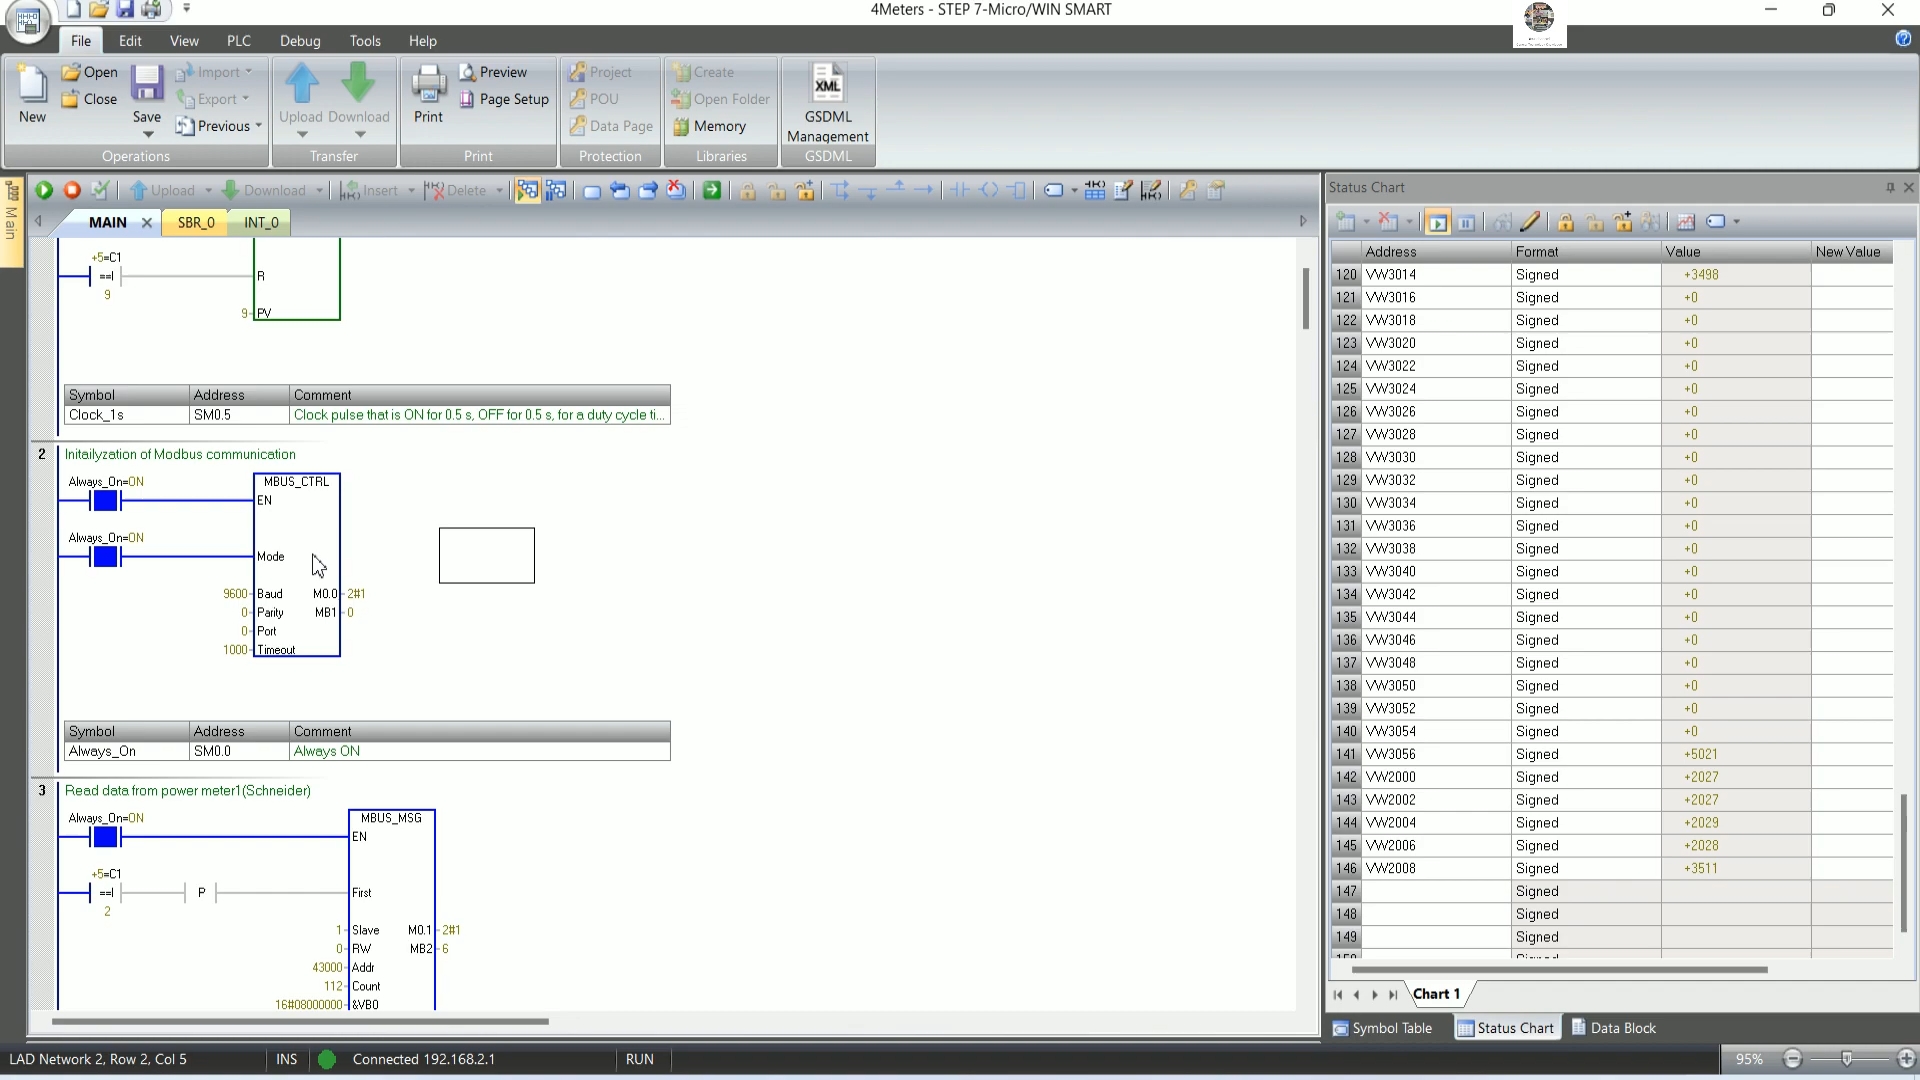 4Meters - STEP 7-Micro/WIN SMART
File Edit View PLC Debug Tools Help
New Open Close Save Import Export Previous Upload Download Print Preview Page Setup Project POU Data Page Create Open Folder Memory XML GSDML Management
Operations Transfer Print Protection Libraries GSDML
Upload Download Insert Delete
Main
MAIN SBR_0 INT_0
+5=C1
==I
9
R
9 PV
Symbol Address Comment
Clock_1s SM0.5 Clock pulse that is ON for 0.5 s, OFF for 0.5 s, for a duty cycle ti...
2 Initailyzation of Modbus communication
Always_On=ON MBUS_CTRL
EN
Always_On=ON
Mode
9600 Baud M0.0 2#1
0 Parity MB1 0
0 Port
1000 Timeout
Symbol Address Comment
Always_On SM0.0 Always ON
3 Read data from power meter1(Schneider)
Always_On=ON MBUS_MSG
EN
+5=C1
==I P First
2
1 Slave M0.1 2#1
0 RW MB2 6
43000 Addr
112 Count
16#08000000 &VB0
Status Chart
Address Format Value New Value
120 VW3014 Signed +3498
121 VW3016 Signed +0
122 VW3018 Signed +0
123 VW3020 Signed +0
124 VW3022 Signed +0
125 VW3024 Signed +0
126 VW3026 Signed +0
127 VW3028 Signed +0
128 VW3030 Signed +0
129 VW3032 Signed +0
130 VW3034 Signed +0
131 VW3036 Signed +0
132 VW3038 Signed +0
133 VW3040 Signed +0
134 VW3042 Signed +0
135 VW3044 Signed +0
136 VW3046 Signed +0
137 VW3048 Signed +0
138 VW3050 Signed +0
139 VW3052 Signed +0
140 VW3054 Signed +0
141 VW3056 Signed +5021
142 VW2000 Signed +2027
143 VW2002 Signed +2027
144 VW2004 Signed +2029
145 VW2006 Signed +2028
146 VW2008 Signed +3511
147 Signed
148 Signed
149 Signed
Chart 1
Symbol Table Status Chart Data Block
LAD Network 2, Row 2, Col 5 INS Connected 192.168.2.1 RUN 95%